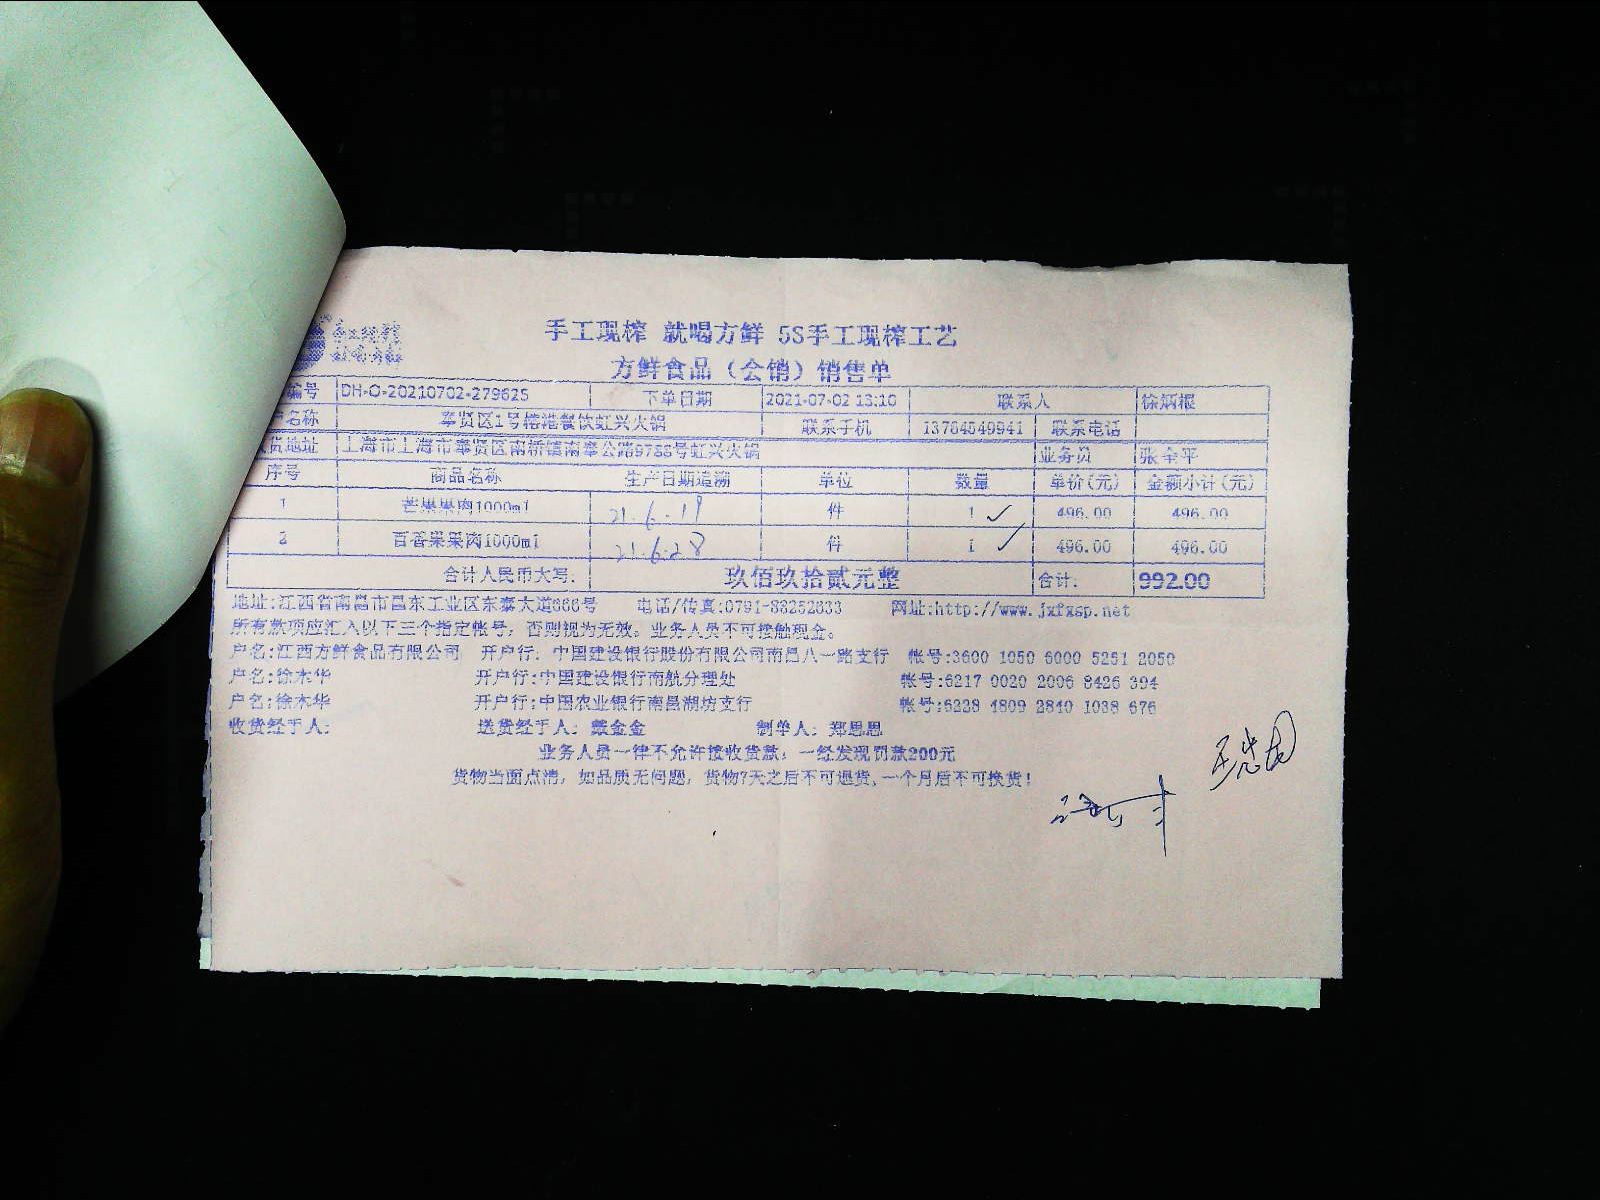 手工现榨 就喝方鲜 5S手工现榨工艺
方鲜食品（会销）销售单
编号 DH-O-20210702-279625 下单日期 2021-07-02 13:10 联系人 徐炳根
户名称 奉贤区1号椿港餐饮虹兴火锅 联系手机 13764549941 联系电话
货地址 上海市上海市奉贤区南桥镇南奉公路9766号虹兴火锅 业务员 张全平
序号 商品名称 生产日期追溯 单位 数量 单价(元) 金额小计(元)
1 芒果果肉1000ml 21.6.19 件 1 496.00 496.00
2 百香果果肉1000ml 21.6.28 件 1 496.00 496.00
合计人民币大写: 玖佰玖拾贰元整 合计: 992.00
地址:江西省南昌市昌东工业区东泰大道666号 电话/传真:0791-83252633 网址:http://www.jxfxsp.net
所有款项应汇入以下三个指定帐号，否则视为无效。业务人员不可接触现金。
户名:江西方鲜食品有限公司 开户行: 中国建设银行股份有限公司南昌八一路支行 帐号:3600 1050 6000 5251 2050
户名:徐木华 开户行:中国建设银行南航分理处 帐号:6217 0020 2006 8426 394
户名:徐木华 开户行:中国农业银行南昌湖坊支行 帐号:6228 4809 2840 1038 676
收货经手人: 送货经手人: 戴金金 制单人: 郑思思
业务人员一律不允许接收货款，一经发现罚款200元
货物当面点清，如品质无问题，货物7天之后不可退货,一个月后不可换货!